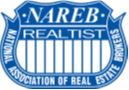 ·NAREB·
REALTIST
NATIONAL ASSOCIATION OF REAL ESTATE BROKERS